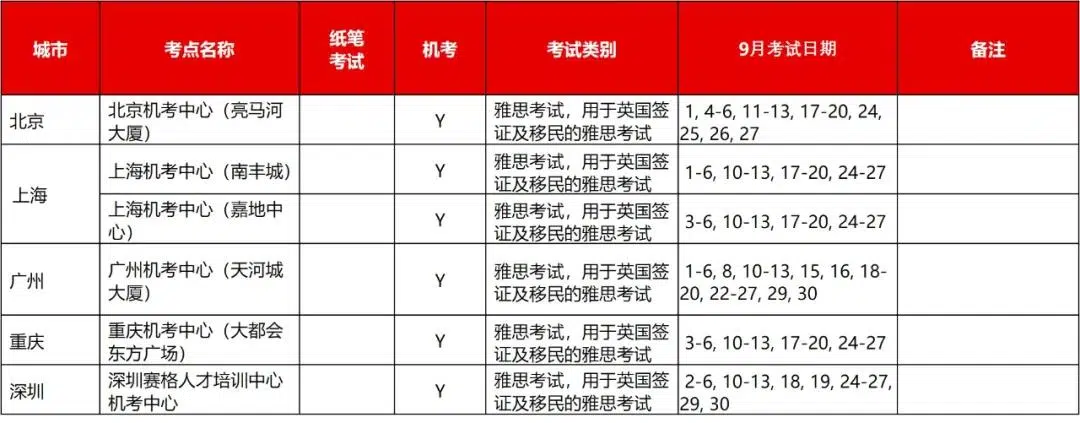 城市
考点名称
纸笔
考试
机考
考试类别
9月考试日期
备注
北京
北京机考中心（亮马河
大厦）
Y
雅思考试，用于英国签
证及移民的雅思考试
1, 4-6, 11-13, 17-20, 24,
25, 26, 27
上海
上海机考中心（南丰城）
Y
雅思考试，用于英国签
证及移民的雅思考试
1-6, 10-13, 17-20, 24-27
上海机考中心（嘉地中
心）
Y
雅思考试，用于英国签
证及移民的雅思考试
3-6, 10-13, 17-20, 24-27
广州
广州机考中心（天河城
大厦）
Y
雅思考试，用于英国签
证及移民的雅思考试
1-6, 8, 10-13, 15, 16, 18-
20, 22-27, 29, 30
重庆
重庆机考中心（大都会
东方广场）
Y
雅思考试，用于英国签
证及移民的雅思考试
3-6, 10-13, 17-20, 24-27
深圳
深圳赛格人才培训中心
机考中心
Y
雅思考试，用于英国签
证及移民的雅思考试
2-6, 10-13, 18, 19, 24-27,
29, 30